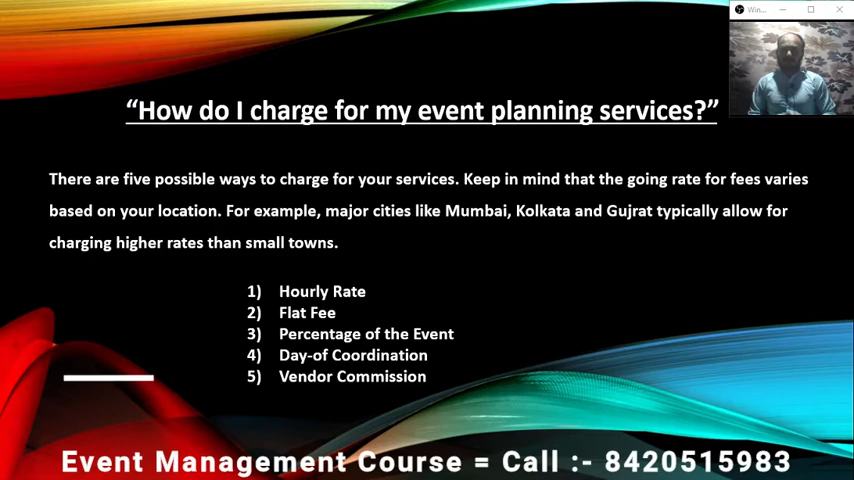 Win...
“How do I charge for my event planning services?”
There are five possible ways to charge for your services. Keep in mind that the going rate for fees varies
based on your location. For example, major cities like Mumbai, Kolkata and Gujrat typically allow for
charging higher rates than small towns.
1) Hourly Rate
2) Flat Fee
3) Percentage of the Event
4) Day-of Coordination
5) Vendor Commission
Event Management Course = Call :- 8420515983